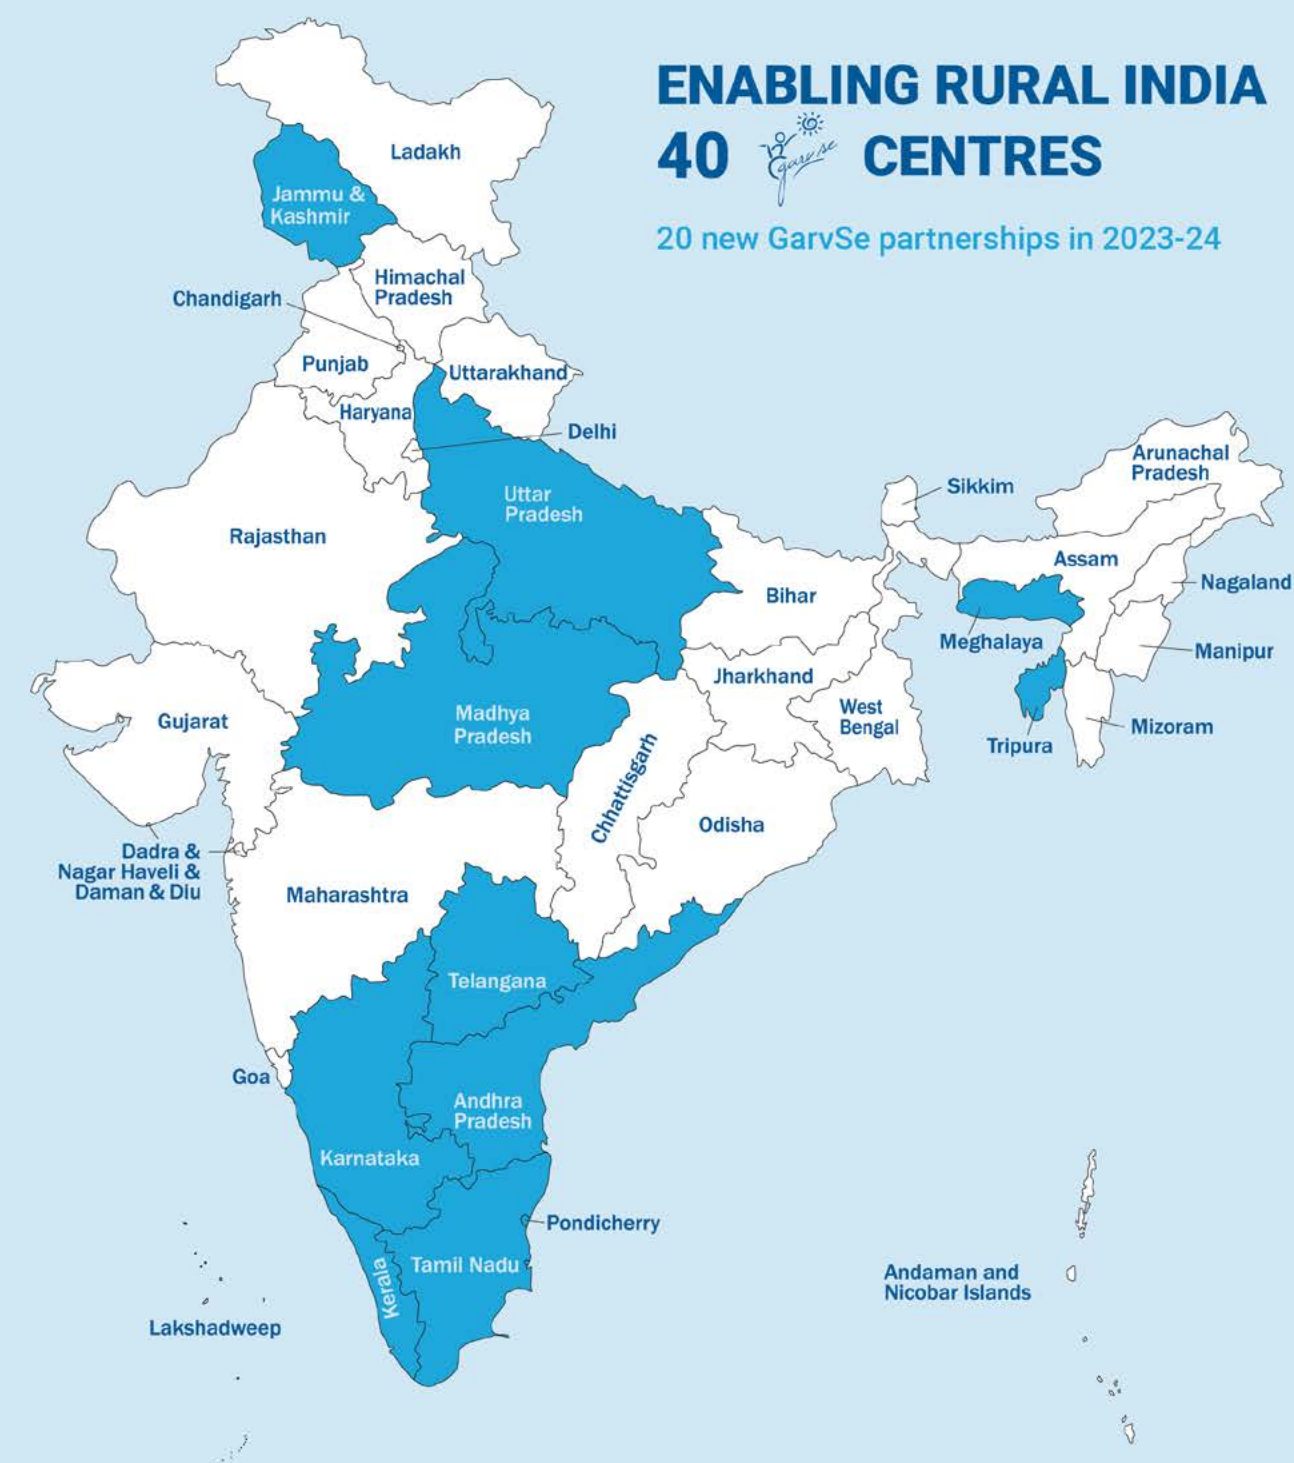 ENABLING RURAL INDIA
40 garv se CENTRES
20 new GarvSe partnerships in 2023-24
Ladakh
Jammu &
Kashmir
Himachal
Pradesh
Chandigarh
Punjab
Uttarakhand
Haryana
Delhi
Arunachal
Pradesh
Sikkim
Uttar
Pradesh
Rajasthan
Assam
Nagaland
Bihar
Meghalaya
Manipur
Jharkhand
West
Bengal
Gujarat
Madhya
Pradesh
Mizoram
Tripura
Chhattisgarh
Odisha
Dadra &
Nagar Haveli &
Daman & Diu
Maharashtra
Telangana
Goa
Andhra
Pradesh
Karnataka
Pondicherry
Tamil Nadu
Kerala
Andaman and
Nicobar Islands
Lakshadweep